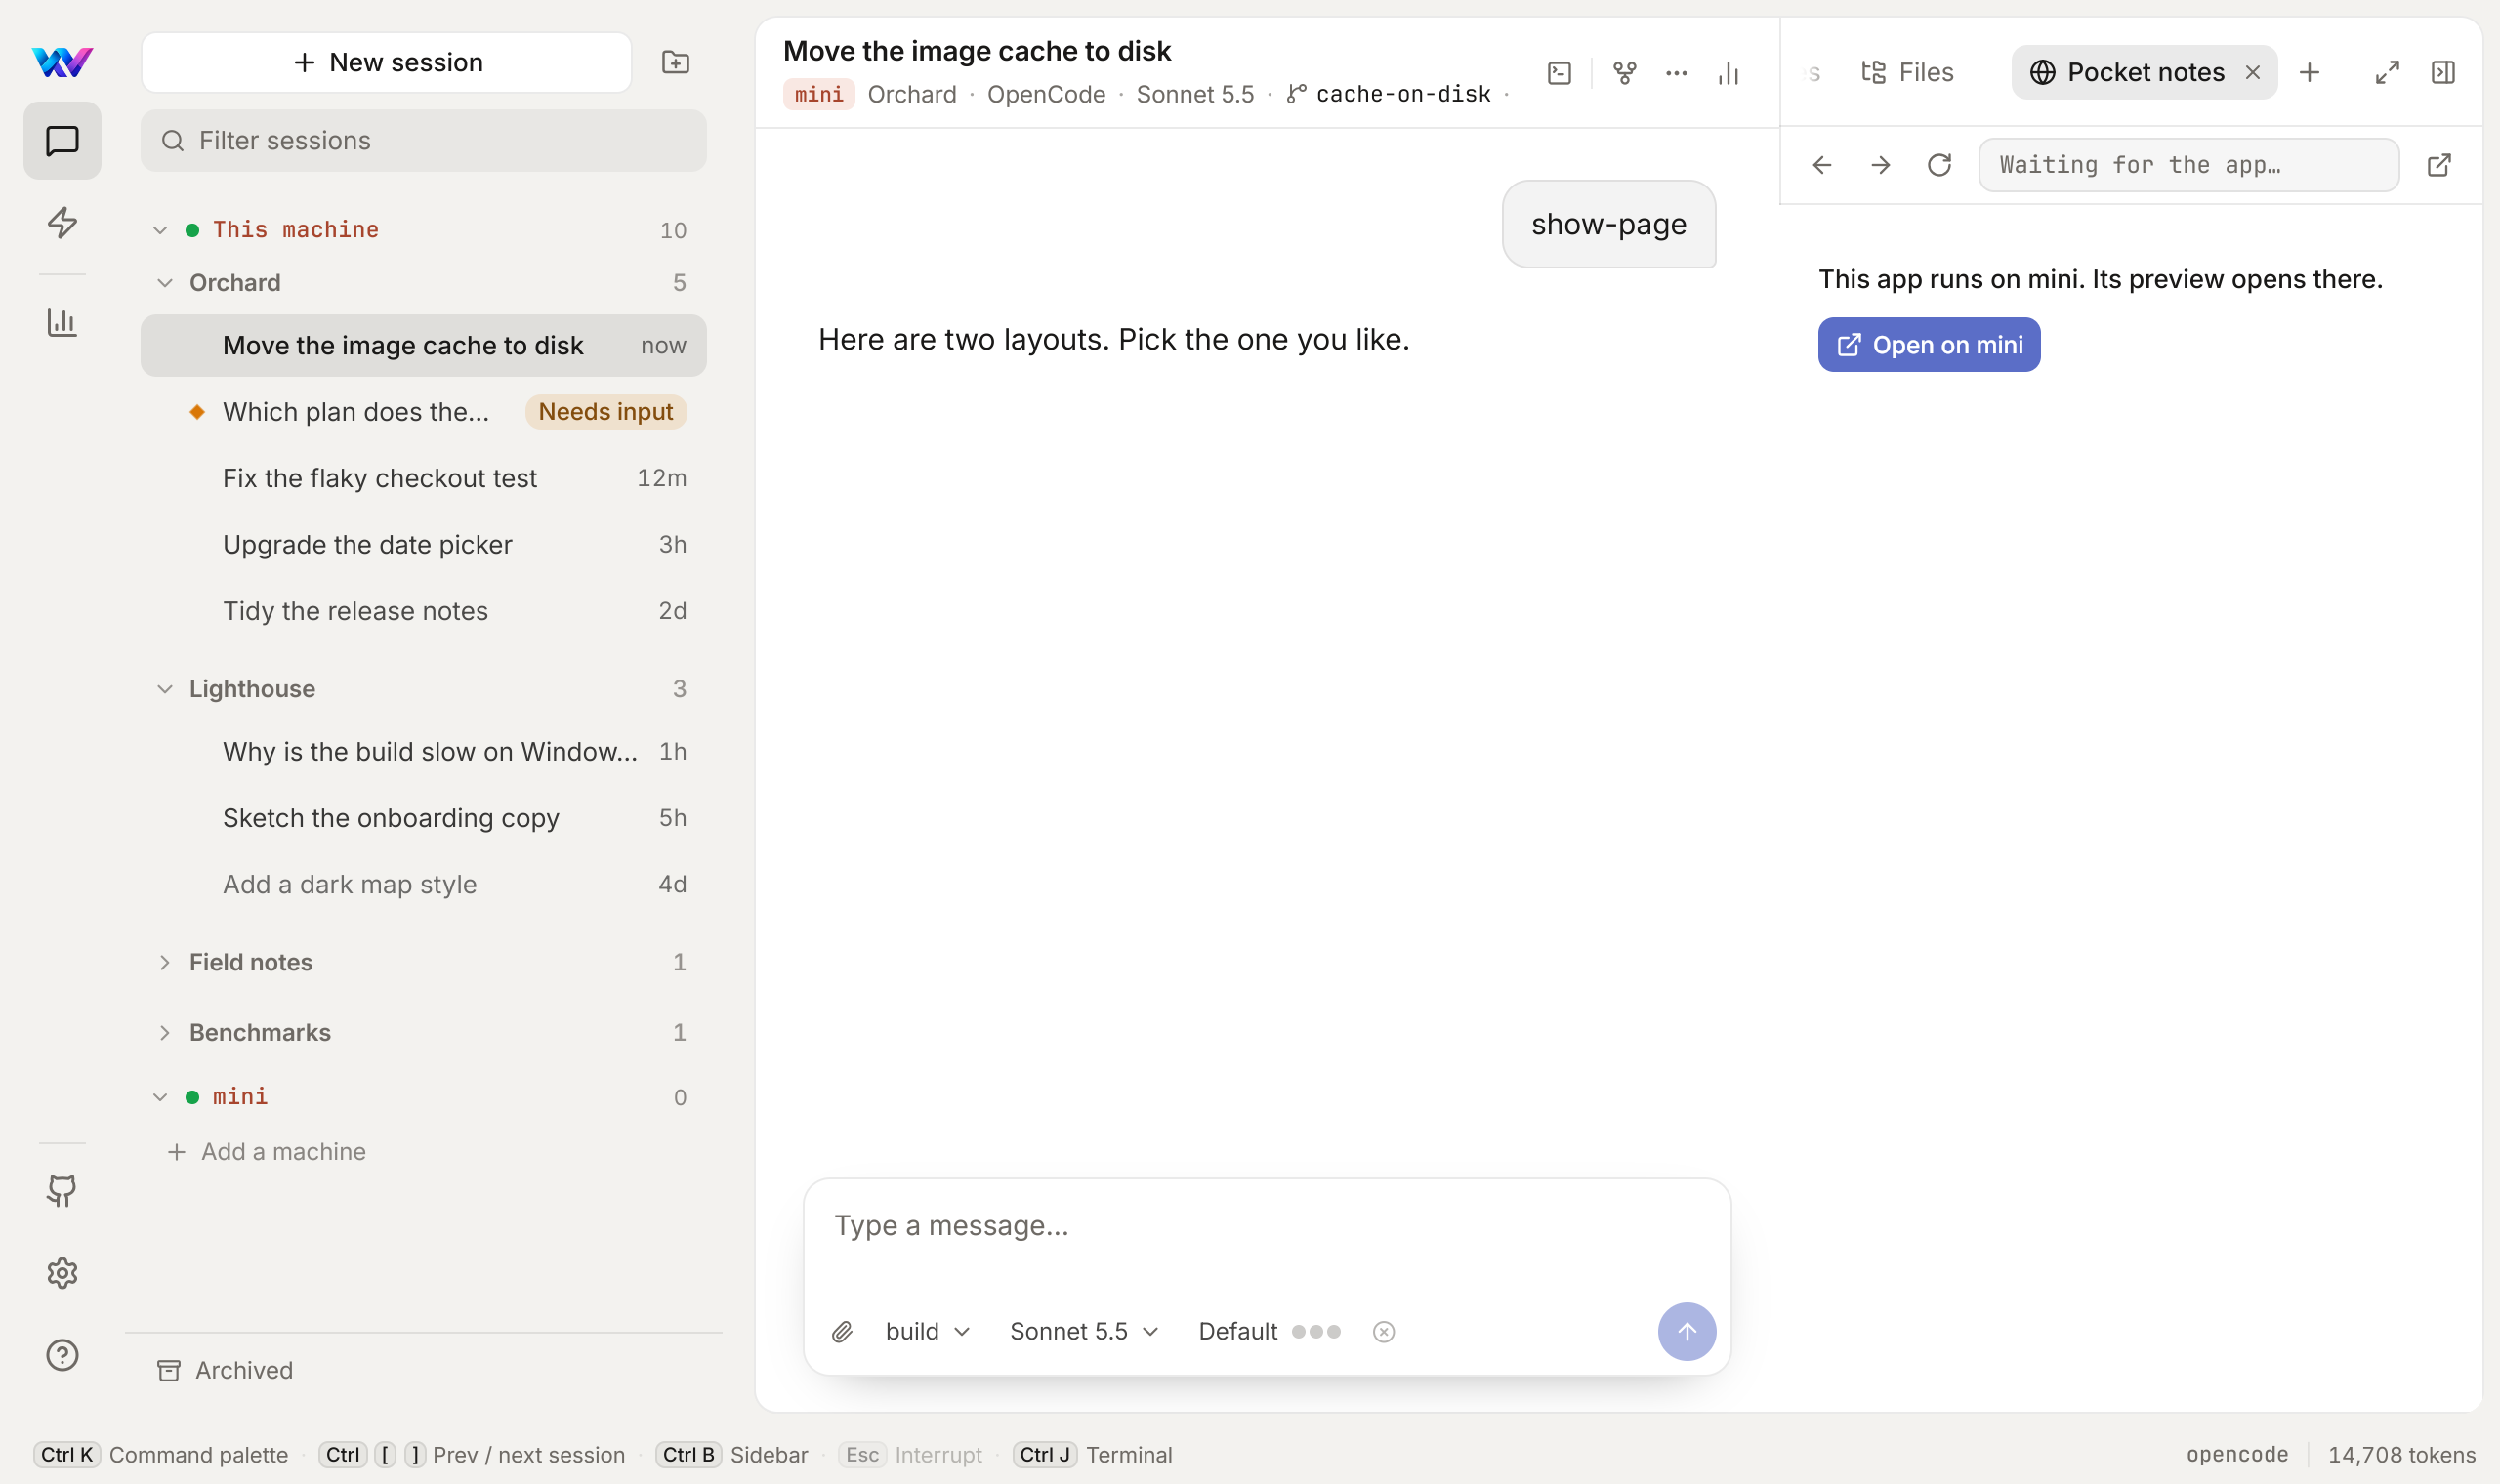 New session
Filter sessions
This machine 10
Orchard 5
Move the image cache to disk now
Which plan does the... Needs input
Fix the flaky checkout test 12m
Upgrade the date picker 3h
Tidy the release notes 2d
Lighthouse 3
Why is the build slow on Window... 1h
Sketch the onboarding copy 5h
Add a dark map style 4d
Field notes 1
Benchmarks 1
mini 0
Add a machine
Archived
Move the image cache to disk
mini Orchard · OpenCode · Sonnet 5.5 · cache-on-disk ·
show-page
Here are two layouts. Pick the one you like.
Type a message...
build Sonnet 5.5 Default
s Files Pocket notes
Waiting for the app…
This app runs on mini. Its preview opens there.
Open on mini
Ctrl K Command palette · Ctrl [ ] Prev / next session · Ctrl B Sidebar · Esc Interrupt · Ctrl J Terminal
opencode 14,708 tokens